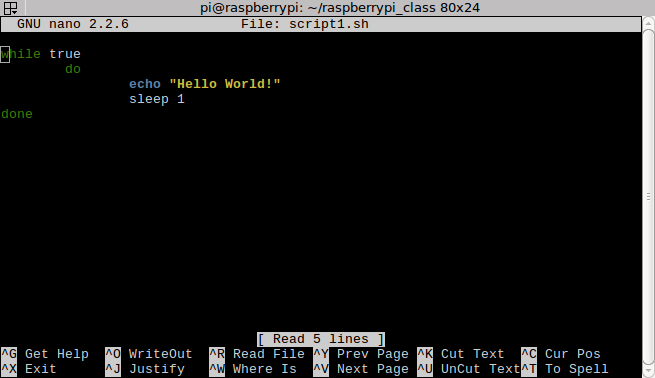 pi@raspberrypi: ~/raspberrypi_class 80x24
GNU nano 2.2.6 File: script1.sh
while true
do
echo "Hello World!"
sleep 1
done
[ Read 5 lines ]
^G Get Help ^O WriteOut ^R Read File ^Y Prev Page ^K Cut Text ^C Cur Pos
^X Exit ^J Justify ^W Where Is ^V Next Page ^U UnCut Text ^T To Spell